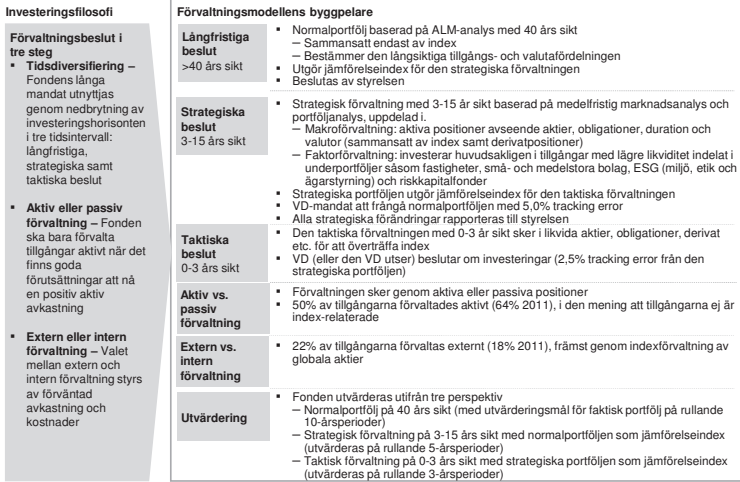 Investeringsfilosofi
Förvaltningsbeslut i
tre steg
▪ Tidsdiversifiering –
Fondens långa
mandat utnyttjas
genom nedbrytning av
investeringshorisonten
i tre tidsintervall:
långfristiga,
strategiska samt
taktiska beslut
▪ Aktiv eller passiv
förvaltning – Fonden
ska bara förvalta
tillgångar aktivt när det
finns goda
förutsättningar att nå
en positiv aktiv
avkastning
▪ Extern eller intern
förvaltning – Valet
mellan extern och
intern förvaltning styrs
av förväntad
avkastning och
kostnader
Förvaltningsmodellens byggpelare
Långfristiga
beslut
>40 års sikt
▪ Normalportfölj baserad på ALM-analys med 40 års sikt
– Sammansatt endast av index
– Bestämmer den långsiktiga tillgångs- och valutafördelningen
▪ Utgör jämförelseindex för den strategiska förvaltningen
▪ Beslutas av styrelsen
Strategiska
beslut
3-15 års sikt
▪ Strategisk förvaltning med 3-15 år sikt baserad på medelfristig marknadsanalys och
portföljanalys, uppdelad i.
– Makroförvaltning: aktiva positioner avseende aktier, obligationer, duration och
valutor (sammansatt av index samt derivatpositioner)
– Faktorförvaltning: investerar huvudsakligen i tillgångar med lägre likviditet indelat i
underportföljer såsom fastigheter, små- och medelstora bolag, ESG (miljö, etik och
ägarstyrning) och riskkapitalfonder
▪ Strategiska portföljen utgör jämförelseindex för den taktiska förvaltningen
▪ VD-mandat att frångå normalportföljen med 5,0% tracking error
▪ Alla strategiska förändringar rapporteras till styrelsen
Taktiska
beslut
0-3 års sikt
▪ Den taktiska förvaltningen med 0-3 år sikt sker i likvida aktier, obligationer, derivat
etc. för att överträffa index
▪ VD (eller den VD utser) beslutar om investeringar (2,5% tracking error från den
strategiska portföljen)
Aktiv vs.
passiv
förvaltning
▪ Förvaltningen sker genom aktiva eller passiva positioner
▪ 50% av tillgångarna förvaltades aktivt (64% 2011), i den mening att tillgångarna ej är
index-relaterade
Extern vs.
intern
förvaltning
▪ 22% av tillgångarna förvaltas externt (18% 2011), främst genom indexförvaltning av
globala aktier
Utvärdering
▪ Fonden utvärderas utifrån tre perspektiv
– Normalportfölj på 40 års sikt (med utvärderingsmål för faktisk portfölj på rullande
10-årsperioder)
– Strategisk förvaltning på 3-15 års sikt med normalportföljen som jämförelseindex
(utvärderas på rullande 5-årsperioder)
– Taktisk förvaltning på 0-3 års sikt med strategiska portföljen som jämförelseindex
(utvärderas på rullande 3-årsperioder)